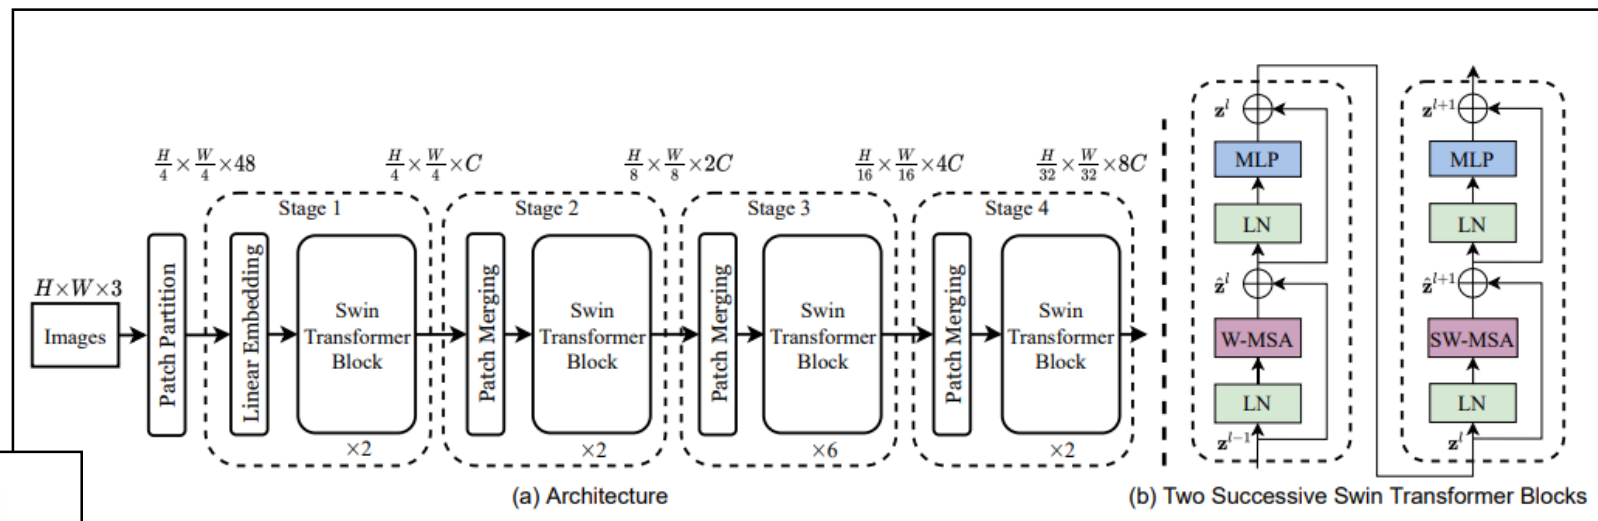 H/4 × W/4 × 48
H/4 × W/4 × C
H/8 × W/8 × 2C
H/16 × W/16 × 4C
H/32 × W/32 × 8C
Stage 1
Stage 2
Stage 3
Stage 4
H×W×3
Images
Patch Partition
Linear Embedding
Swin
Transformer
Block
×2
Patch Merging
Swin
Transformer
Block
×2
Patch Merging
Swin
Transformer
Block
×6
Patch Merging
Swin
Transformer
Block
×2
(a) Architecture
z^l
MLP
LN
ẑ^l
W-MSA
LN
z^{l-1}
z^{l+1}
MLP
LN
ẑ^{l+1}
SW-MSA
LN
z^l
(b) Two Successive Swin Transformer Blocks